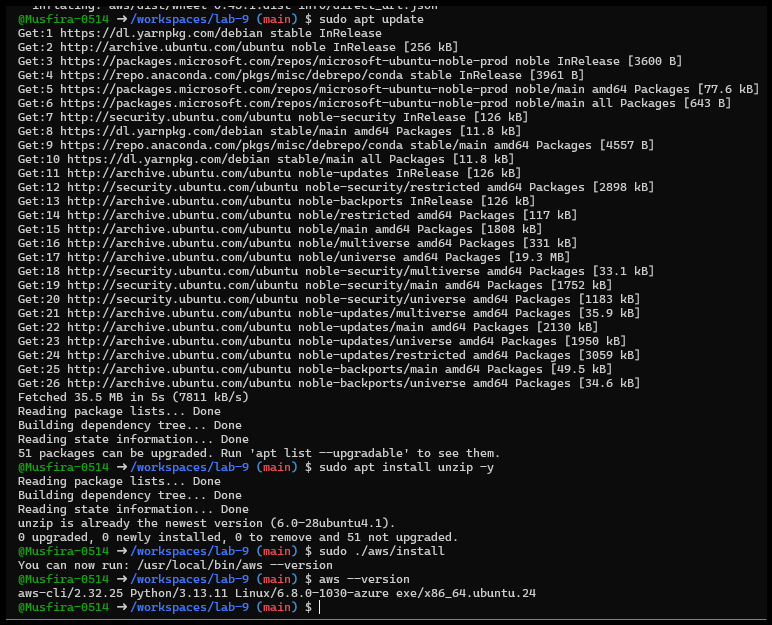 inflating: aws/dist/wheel-0.45.1.dist-info/direct_url.json
@Musfira-0514 ➜ /workspaces/lab-9 (main) $ sudo apt update
Get:1 https://dl.yarnpkg.com/debian stable InRelease
Get:2 http://archive.ubuntu.com/ubuntu noble InRelease [256 kB]
Get:3 https://packages.microsoft.com/repos/microsoft-ubuntu-noble-prod noble InRelease [3600 B]
Get:4 https://repo.anaconda.com/pkgs/misc/debrepo/conda stable InRelease [3961 B]
Get:5 https://packages.microsoft.com/repos/microsoft-ubuntu-noble-prod noble/main amd64 Packages [77.6 kB]
Get:6 https://packages.microsoft.com/repos/microsoft-ubuntu-noble-prod noble/main all Packages [643 B]
Get:7 http://security.ubuntu.com/ubuntu noble-security InRelease [126 kB]
Get:8 https://dl.yarnpkg.com/debian stable/main amd64 Packages [11.8 kB]
Get:9 https://repo.anaconda.com/pkgs/misc/debrepo/conda stable/main amd64 Packages [4557 B]
Get:10 https://dl.yarnpkg.com/debian stable/main all Packages [11.8 kB]
Get:11 http://archive.ubuntu.com/ubuntu noble-updates InRelease [126 kB]
Get:12 http://security.ubuntu.com/ubuntu noble-security/restricted amd64 Packages [2898 kB]
Get:13 http://archive.ubuntu.com/ubuntu noble-backports InRelease [126 kB]
Get:14 http://archive.ubuntu.com/ubuntu noble/restricted amd64 Packages [117 kB]
Get:15 http://archive.ubuntu.com/ubuntu noble/main amd64 Packages [1808 kB]
Get:16 http://archive.ubuntu.com/ubuntu noble/multiverse amd64 Packages [331 kB]
Get:17 http://archive.ubuntu.com/ubuntu noble/universe amd64 Packages [19.3 MB]
Get:18 http://security.ubuntu.com/ubuntu noble-security/multiverse amd64 Packages [33.1 kB]
Get:19 http://security.ubuntu.com/ubuntu noble-security/main amd64 Packages [1752 kB]
Get:20 http://security.ubuntu.com/ubuntu noble-security/universe amd64 Packages [1183 kB]
Get:21 http://archive.ubuntu.com/ubuntu noble-updates/multiverse amd64 Packages [35.9 kB]
Get:22 http://archive.ubuntu.com/ubuntu noble-updates/main amd64 Packages [2130 kB]
Get:23 http://archive.ubuntu.com/ubuntu noble-updates/universe amd64 Packages [1950 kB]
Get:24 http://archive.ubuntu.com/ubuntu noble-updates/restricted amd64 Packages [3059 kB]
Get:25 http://archive.ubuntu.com/ubuntu noble-backports/main amd64 Packages [49.5 kB]
Get:26 http://archive.ubuntu.com/ubuntu noble-backports/universe amd64 Packages [34.6 kB]
Fetched 35.5 MB in 5s (7811 kB/s)
Reading package lists... Done
Building dependency tree... Done
Reading state information... Done
51 packages can be upgraded. Run 'apt list --upgradable' to see them.
@Musfira-0514 ➜ /workspaces/lab-9 (main) $ sudo apt install unzip -y
Reading package lists... Done
Building dependency tree... Done
Reading state information... Done
unzip is already the newest version (6.0-28ubuntu4.1).
0 upgraded, 0 newly installed, 0 to remove and 51 not upgraded.
@Musfira-0514 ➜ /workspaces/lab-9 (main) $ sudo ./aws/install
You can now run: /usr/local/bin/aws --version
@Musfira-0514 ➜ /workspaces/lab-9 (main) $ aws --version
aws-cli/2.32.25 Python/3.13.11 Linux/6.8.0-1030-azure exe/x86_64.ubuntu.24
@Musfira-0514 ➜ /workspaces/lab-9 (main) $